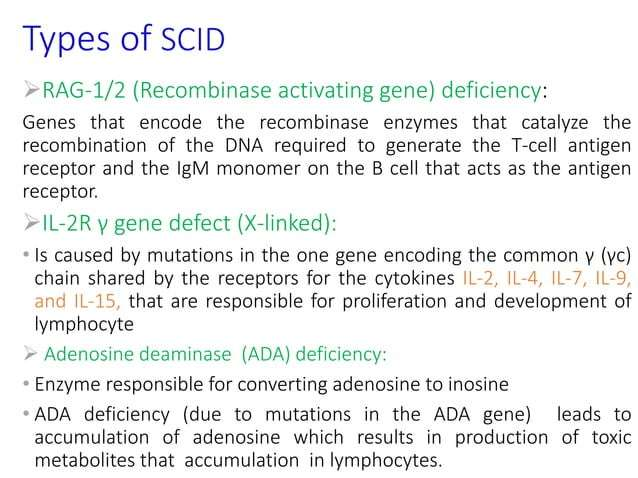 Types of SCID
➢RAG-1/2 (Recombinase activating gene) deficiency:
Genes that encode the recombinase enzymes that catalyze the
recombination of the DNA required to generate the T-cell antigen
receptor and the IgM monomer on the B cell that acts as the antigen
receptor.
➢IL-2R γ gene defect (X-linked):
• Is caused by mutations in the one gene encoding the common γ (γc)
chain shared by the receptors for the cytokines IL-2, IL-4, IL-7, IL-9,
and IL-15, that are responsible for proliferation and development of
lymphocyte
➢ Adenosine deaminase (ADA) deficiency:
• Enzyme responsible for converting adenosine to inosine
• ADA deficiency (due to mutations in the ADA gene) leads to
accumulation of adenosine which results in production of toxic
metabolites that accumulation in lymphocytes.